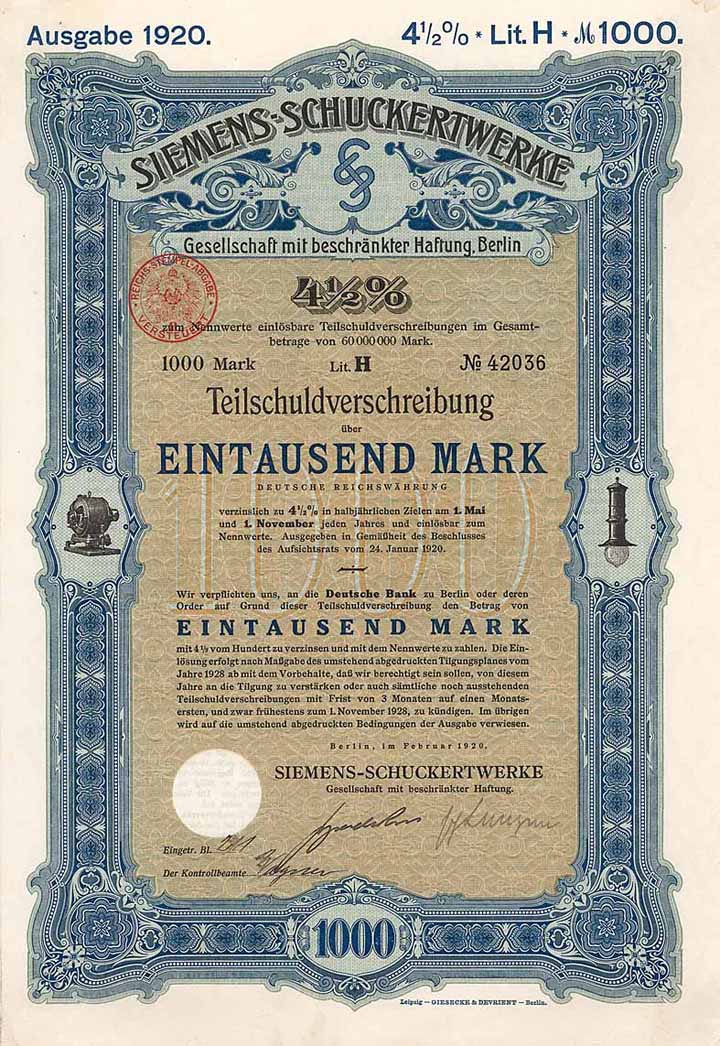 Ausgabe 1920.
4½% * Lit. H * ℳ 1000.
SIEMENS-SCHUCKERTWERKE
Gesellschaft mit beschränkter Haftung, Berlin
REICHS-STEMPEL-ABGABE
VERSTEUERT
4½%
zum Nennwerte einlösbare Teilschuldverschreibungen im Gesamt-
betrage von 60 000 000 Mark.
1000 Mark Lit. H № 42036
Teilschuldverschreibung
über
EINTAUSEND MARK
DEUTSCHE REICHSWÄHRUNG
verzinslich zu 4½% in halbjährlichen Zielen am 1. Mai
und 1. November jeden Jahres und einlösbar zum
Nennwerte. Ausgegeben in Gemäßheit des Beschlusses
des Aufsichtsrats vom 24. Januar 1920.
1000
Wir verpflichten uns, an die Deutsche Bank zu Berlin oder deren
Order auf Grund dieser Teilschuldverschreibung den Betrag von
EINTAUSEND MARK
mit 4½ vom Hundert zu verzinsen und mit dem Nennwerte zu zahlen. Die Ein-
lösung erfolgt nach Maßgabe des umstehend abgedruckten Tilgungsplanes vom
Jahre 1928 ab mit dem Vorbehalte, daß wir berechtigt sein sollen, von diesem
Jahre an die Tilgung zu verstärken oder auch sämtliche noch ausstehenden
Teilschuldverschreibungen mit Frist von 3 Monaten auf einen Monats-
ersten, und zwar frühestens zum 1. November 1928, zu kündigen. Im übrigen
wird auf die umstehend abgedruckten Bedingungen der Ausgabe verwiesen.
Berlin, im Februar 1920.
SIEMENS-SCHUCKERTWERKE
Gesellschaft mit beschränkter Haftung.
Eingetr. Bl.
Der Kontrollbeamte
1000
Leipzig — GIESECKE & DEVRIENT — Berlin.